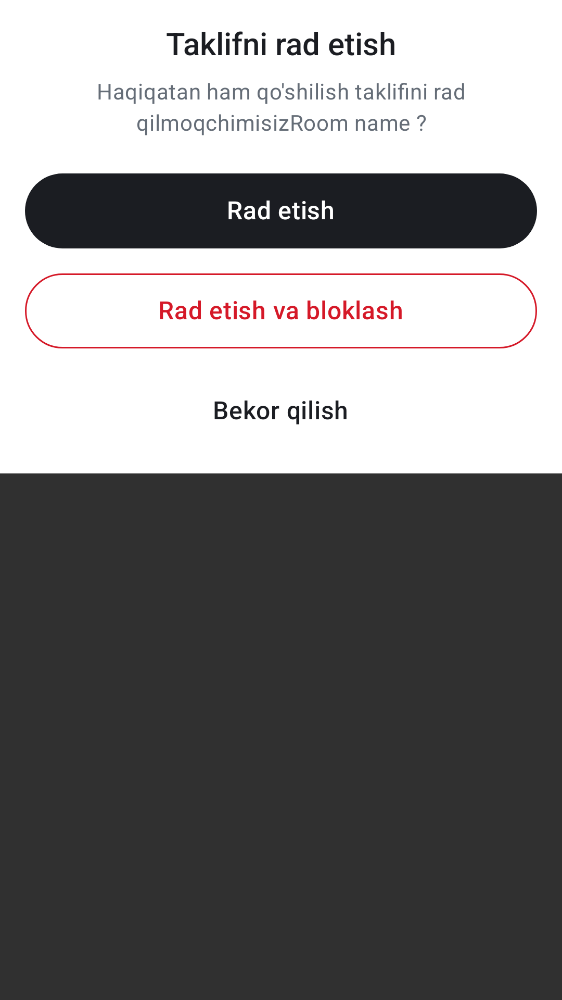 Taklifni rad etish
Haqiqatan ham qo'shilish taklifini rad
qilmoqchimisizRoom name ?
Rad etish
Rad etish va bloklash
Bekor qilish